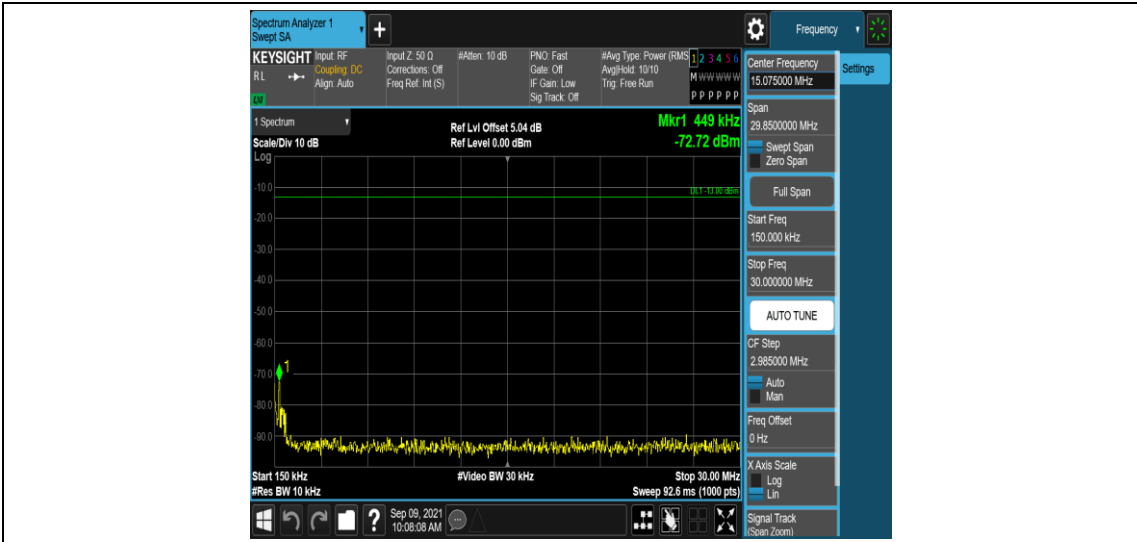 Spectrum Analyzer 1
Swept SA
+
Frequency
KEYSIGHT
RL
LXI
Input: RF
Coupling: DC
Align: Auto
Input Z: 50 Ω
Corrections: Off
Freq Ref: Int (S)
#Atten: 10 dB
PNO: Fast
Gate: Off
IF Gain: Low
Sig Track: Off
#Avg Type: Power (RMS
Avg|Hold: 10/10
Trig: Free Run
1 2 3 4 5 6
M W W W W W
P P P P P P
Center Frequency
15.075000 MHz
Settings
1 Spectrum
Scale/Div 10 dB
Ref Lvl Offset 5.04 dB
Ref Level 0.00 dBm
Mkr1 449 kHz
-72.72 dBm
Log
-10.0
-20.0
-30.0
-40.0
-50.0
-60.0
-70.0
-80.0
-90.0
DL1 -13.00 dBm
1
Start 150 kHz
#Res BW 10 kHz
#Video BW 30 kHz
Stop 30.00 MHz
Sweep 92.6 ms (1000 pts)
Span
29.8500000 MHz
Swept Span
Zero Span
Full Span
Start Freq
150.000 kHz
Stop Freq
30.000000 MHz
AUTO TUNE
CF Step
2.985000 MHz
Auto
Man
Freq Offset
0 Hz
X Axis Scale
Log
Lin
Signal Track
(Span Zoom)
?
Sep 09, 2021
10:08:08 AM